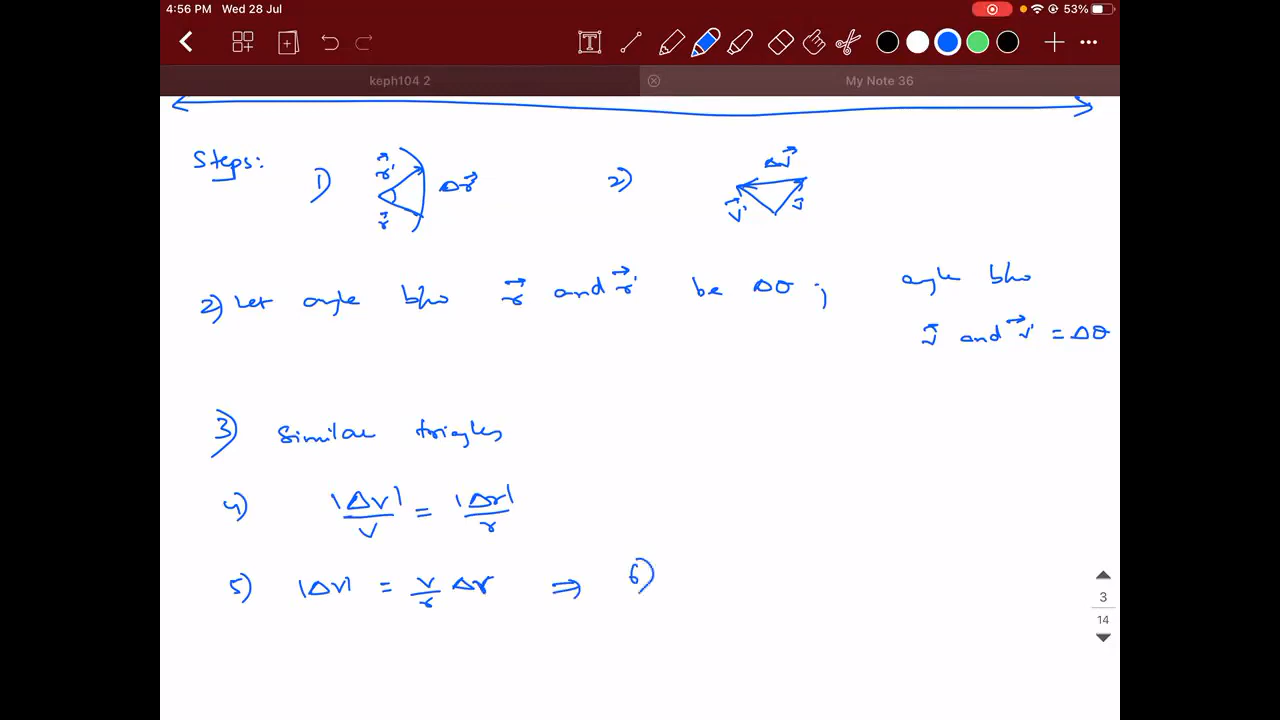 4:56 PM Wed 28 Jul 53%
keph104 2 My Note 36
Steps: 1) r⃗' r⃗ Δr⃗ 2) Δv⃗ v⃗' v⃗
2) Let angle b/w r⃗ and r⃗' be Δθ ; angle b/w
v⃗ and v⃗' = Δθ
3) Similar triagles
4) |Δv|/v = |Δr|/r
5) |Δv| = v/r Δr ⇒ 6)
3
14